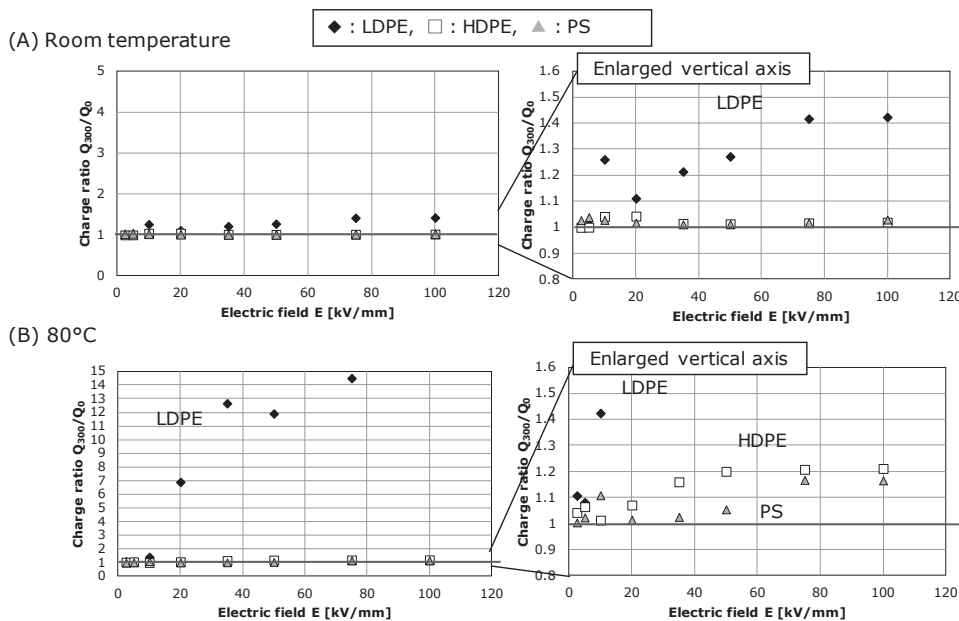 ◆ : LDPE, □ : HDPE, ▲ : PS
(A) Room temperature
Charge ratio Q₃₀₀/Q₀
5
4
3
2
1
0
0 20 40 60 80 100 120
Electric field E [kV/mm]
Enlarged vertical axis
LDPE
Charge ratio Q₃₀₀/Q₀
1.6
1.5
1.4
1.3
1.2
1.1
1
0.9
0.8
0 20 40 60 80 100 120
Electric field E [kV/mm]
(B) 80°C
Charge ratio Q₃₀₀/Q₀
15
14
13
12
11
10
9
8
7
6
5
4
3
2
1
0
LDPE
0 20 40 60 80 100 120
Electric field E [kV/mm]
Enlarged vertical axis
LDPE
HDPE
PS
Charge ratio Q₃₀₀/Q₀
1.6
1.5
1.4
1.3
1.2
1.1
1
0.9
0.8
0 20 40 60 80 100 120
Electric field E [kV/mm]